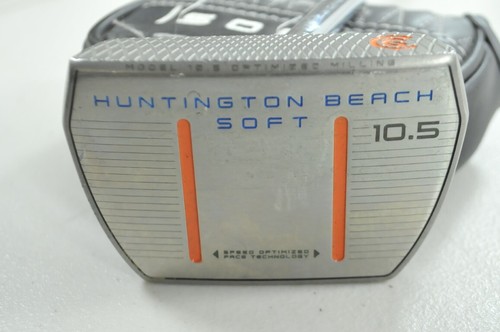 MODEL 10.5 OPTIMIZED MILLING
HUNTINGTON BEACH
SOFT
10.5
SPEED OPTIMIZED
FACE TECHNOLOGY